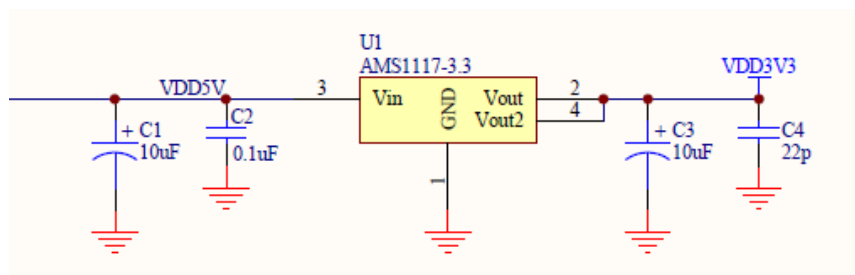 U1
AMS1117-3.3
VDD5V
3
Vin
GND
Vout
Vout2
2
4
1
VDD3V3
+ C1
10uF
C2
0.1uF
+ C3
10uF
C4
22p